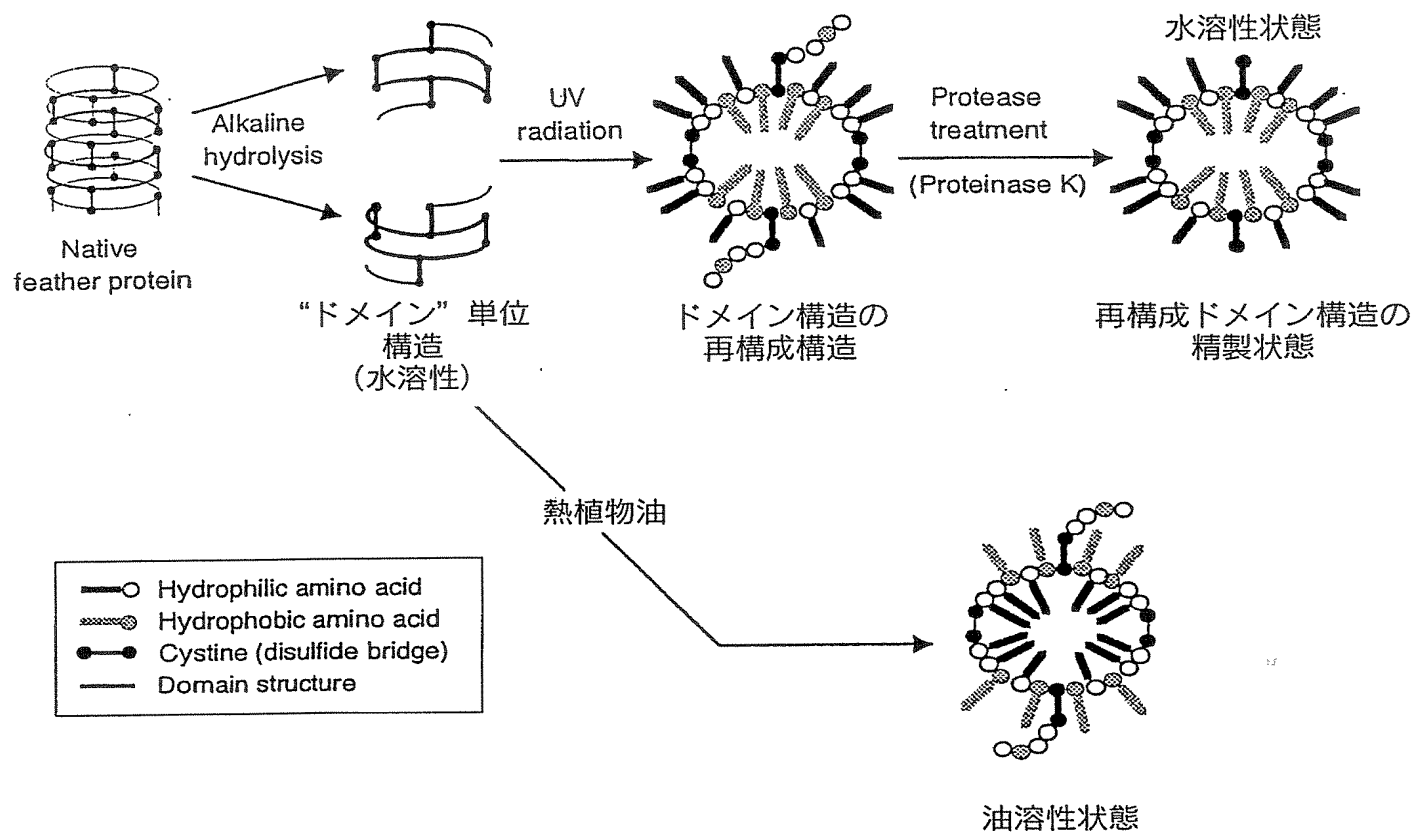 水溶性状態
Native
feather protein
Alkaline
hydrolysis
“ドメイン” 単位
構造
(水溶性)
UV
radiation
ドメイン構造の
再構成構造
Protease
treatment
(Proteinase K)
再構成ドメイン構造の
精製状態
熱植物油
Hydrophilic amino acid
Hydrophobic amino acid
Cystine (disulfide bridge)
Domain structure
油溶性状態